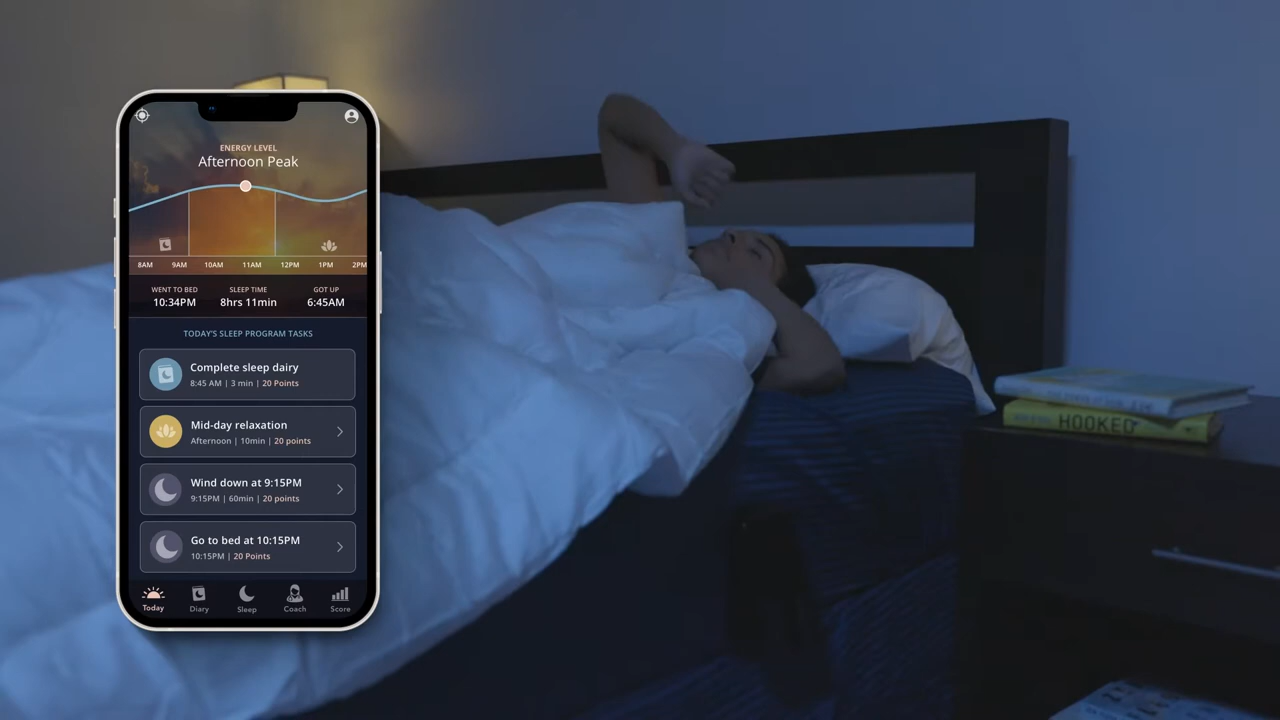 ENERGY LEVEL
Afternoon Peak
8AM 9AM 10AM 11AM 12PM 1PM 2PM
WENT TO BED SLEEP TIME GOT UP
10:34PM 8hrs 11min 6:45AM
TODAY'S SLEEP PROGRAM TASKS
Complete sleep dairy
8:45 AM | 3 min | 20 Points
Mid-day relaxation
Afternoon | 10min | 20 points
Wind down at 9:15PM
9:15PM | 60min | 20 points
Go to bed at 10:15PM
10:15PM | 20 Points
Today Diary Sleep Coach Score
HOOKED